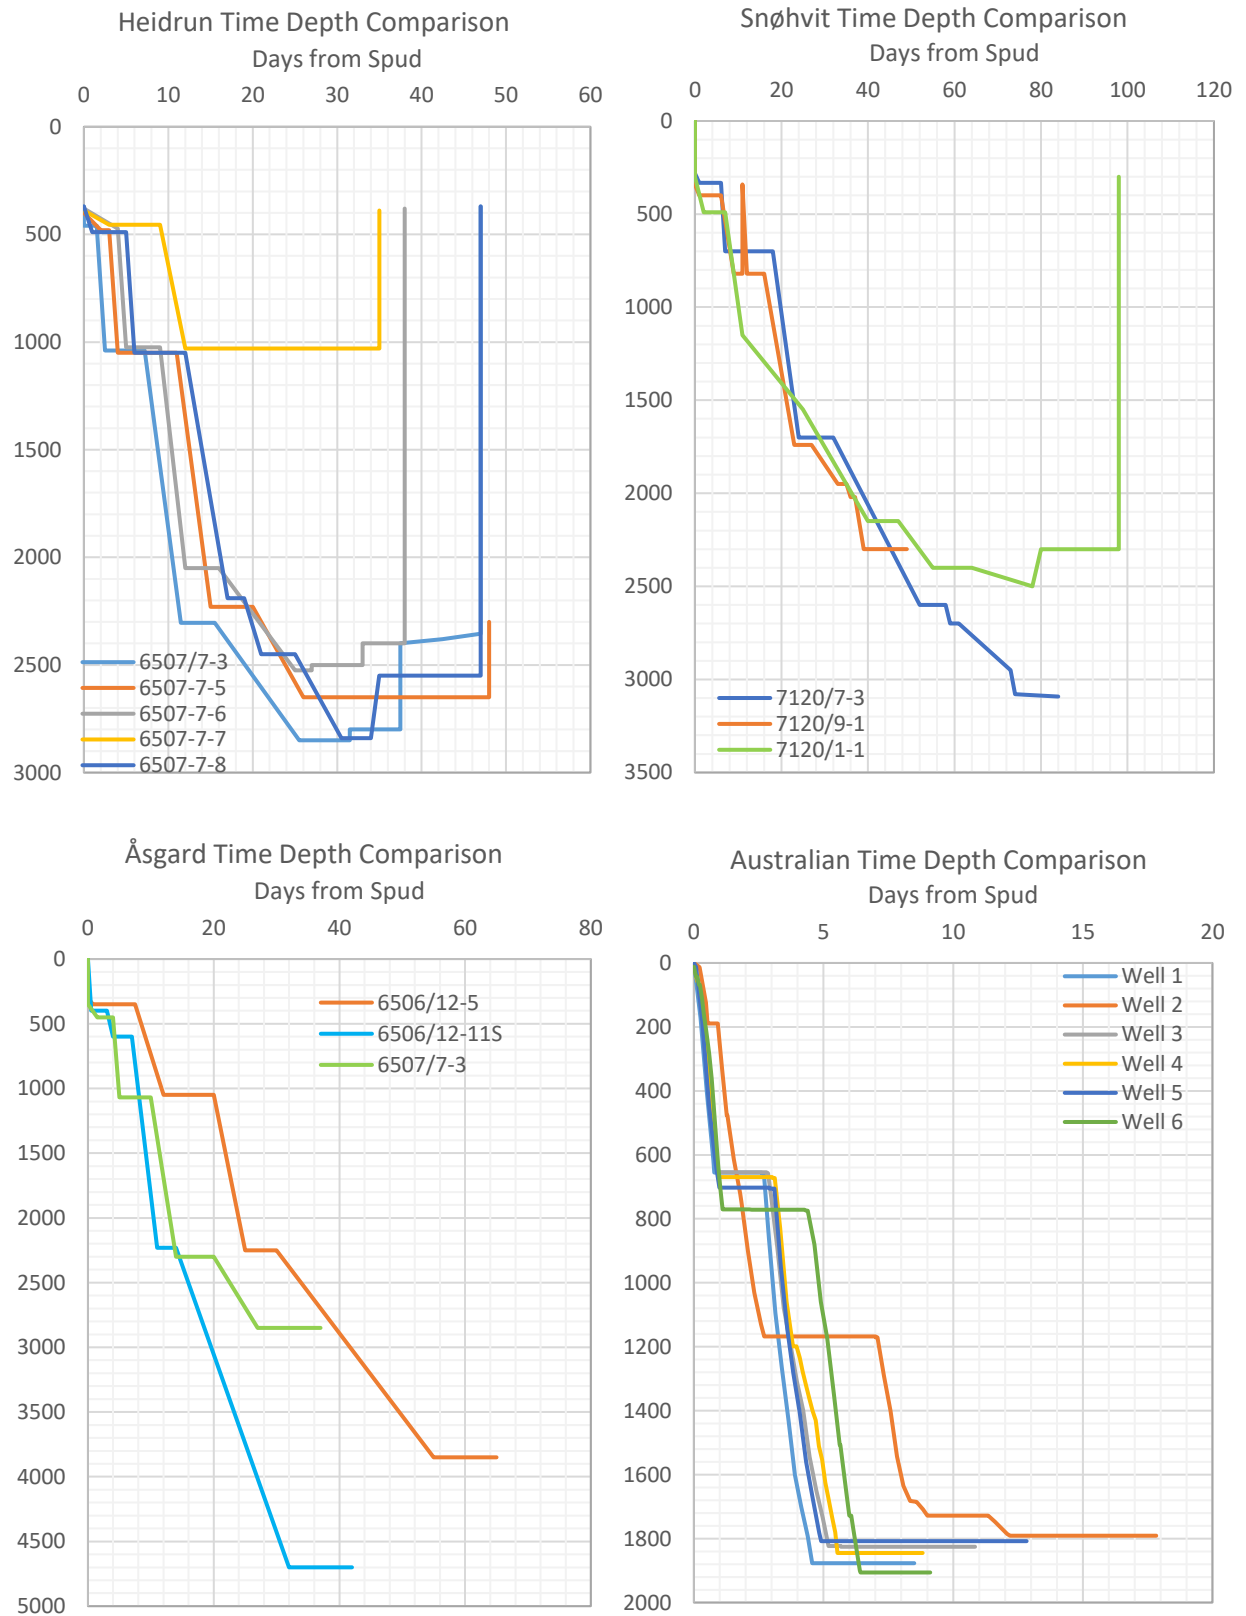 Heidrun Time Depth Comparison
Days from Spud
0 10 20 30 40 50 60
0
500
1000
1500
2000
2500
3000
6507/7-3
6507-7-5
6507-7-6
6507-7-7
6507-7-8
Snøhvit Time Depth Comparison
Days from Spud
0 20 40 60 80 100 120
0
500
1000
1500
2000
2500
3000
3500
7120/7-3
7120/9-1
7120/1-1
Åsgard Time Depth Comparison
Days from Spud
0 20 40 60 80
0
500
1000
1500
2000
2500
3000
3500
4000
4500
5000
6506/12-5
6506/12-11S
6507/7-3
Australian Time Depth Comparison
Days from Spud
0 5 10 15 20
0
200
400
600
800
1000
1200
1400
1600
1800
2000
Well 1
Well 2
Well 3
Well 4
Well 5
Well 6